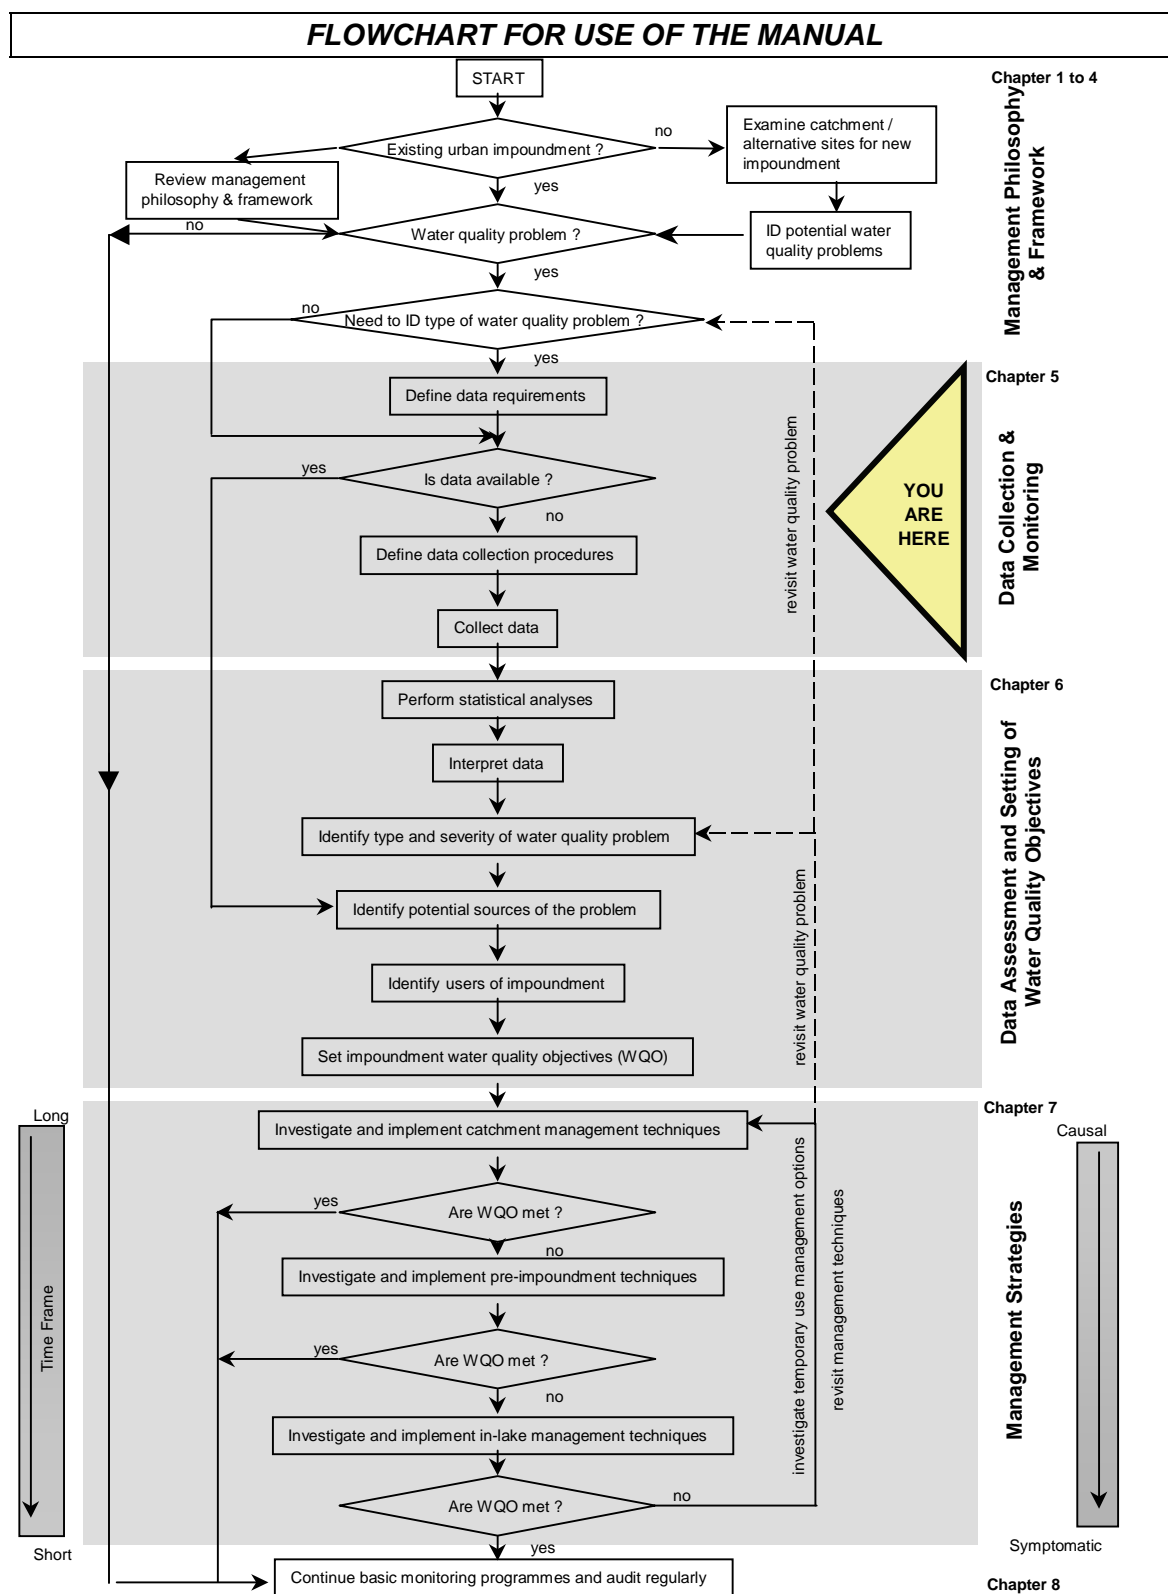 FLOWCHART FOR USE OF THE MANUAL
START
Chapter 1 to 4
Management Philosophy
& Framework
Existing urban impoundment ?
no
Examine catchment /
alternative sites for new
impoundment
Review management
philosophy & framework
yes
no
Water quality problem ?
ID potential water
quality problems
yes
no
Need to ID type of water quality problem ?
yes
Chapter 5
Data Collection &
Monitoring
Define data requirements
yes
Is data available ?
no
YOU
ARE
HERE
revisit water quality problem
Define data collection procedures
Collect data
Chapter 6
Data Assessment and Setting of
Water Quality Objectives
Perform statistical analyses
Interpret data
Identify type and severity of water quality problem
revisit water quality problem
Identify potential sources of the problem
Identify users of impoundment
Set impoundment water quality objectives (WQO)
Chapter 7
Management Strategies
Long
Time Frame
Short
Causal
Symptomatic
Investigate and implement catchment management techniques
yes
Are WQO met ?
no
Investigate and implement pre-impoundment techniques
investigate temporary use management options
revisit management techniques
yes
Are WQO met ?
no
Investigate and implement in-lake management techniques
Are WQO met ?
no
yes
Continue basic monitoring programmes and audit regularly
Chapter 8